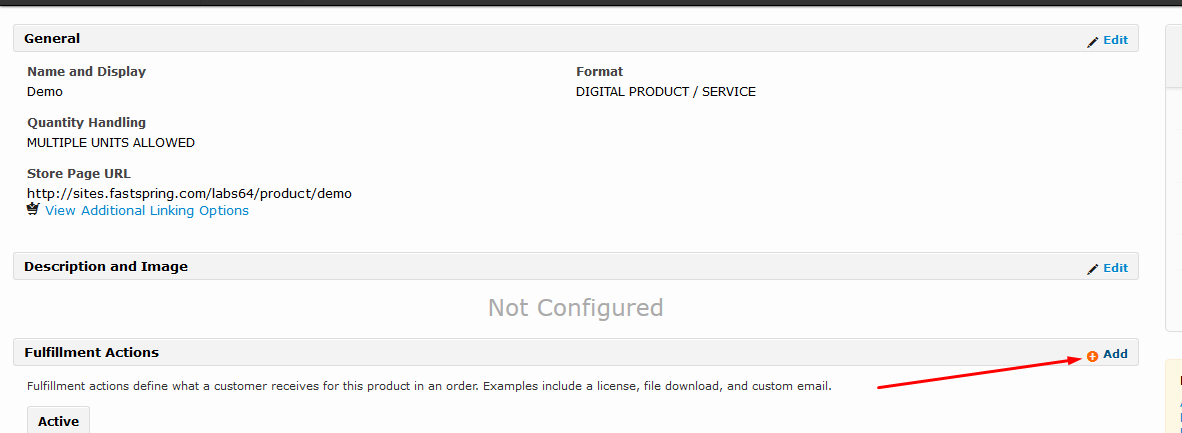 General
Edit
Name and Display
Format
Demo
DIGITAL PRODUCT / SERVICE
Quantity Handling
MULTIPLE UNITS ALLOWED
Store Page URL
http://sites.fastspring.com/labs64/product/demo
View Additional Linking Options
Description and Image
Edit
Not Configured
Fulfillment Actions
Add
Fulfillment actions define what a customer receives for this product in an order. Examples include a license, file download, and custom email.
Active